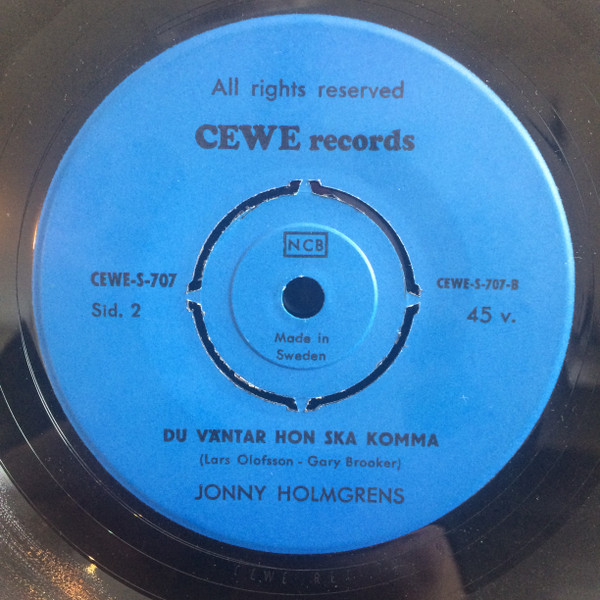 All rights reserved
CEWE records
NCB
CEWE-S-707
CEWE-S-707-B
Sid. 2
45 v.
Made in
Sweden
DU VÄNTAR HON SKA KOMMA
(Lars Olofsson - Gary Brooker)
JONNY HOLMGRENS